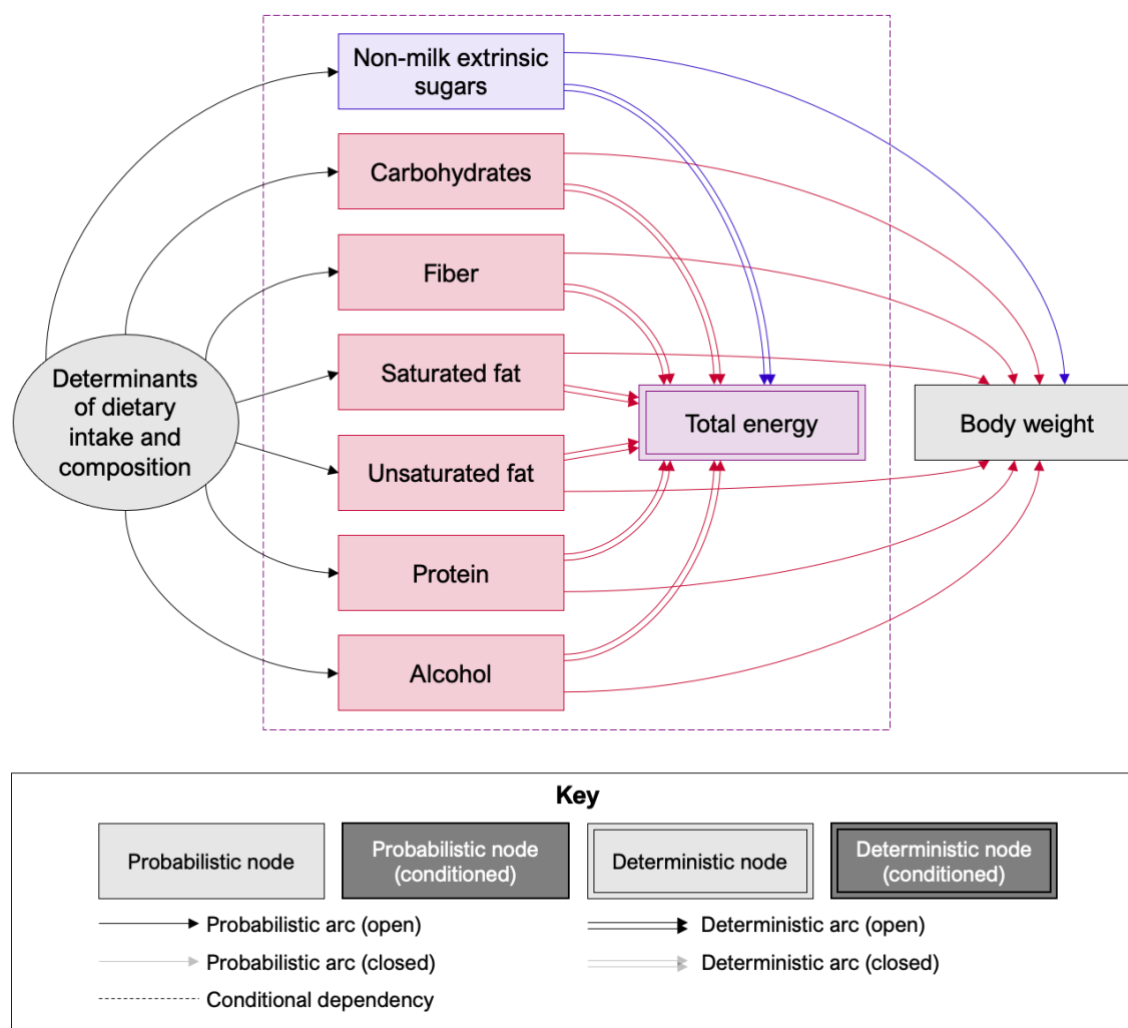 Non-milk extrinsic
sugars
Carbohydrates
Fiber
Determinants
of dietary
intake and
composition
Saturated fat
Total energy
Body weight
Unsaturated fat
Protein
Alcohol
Key
Probabilistic node
Probabilistic node
(conditioned)
Deterministic node
Deterministic node
(conditioned)
Probabilistic arc (open)
Deterministic arc (open)
Probabilistic arc (closed)
Deterministic arc (closed)
Conditional dependency